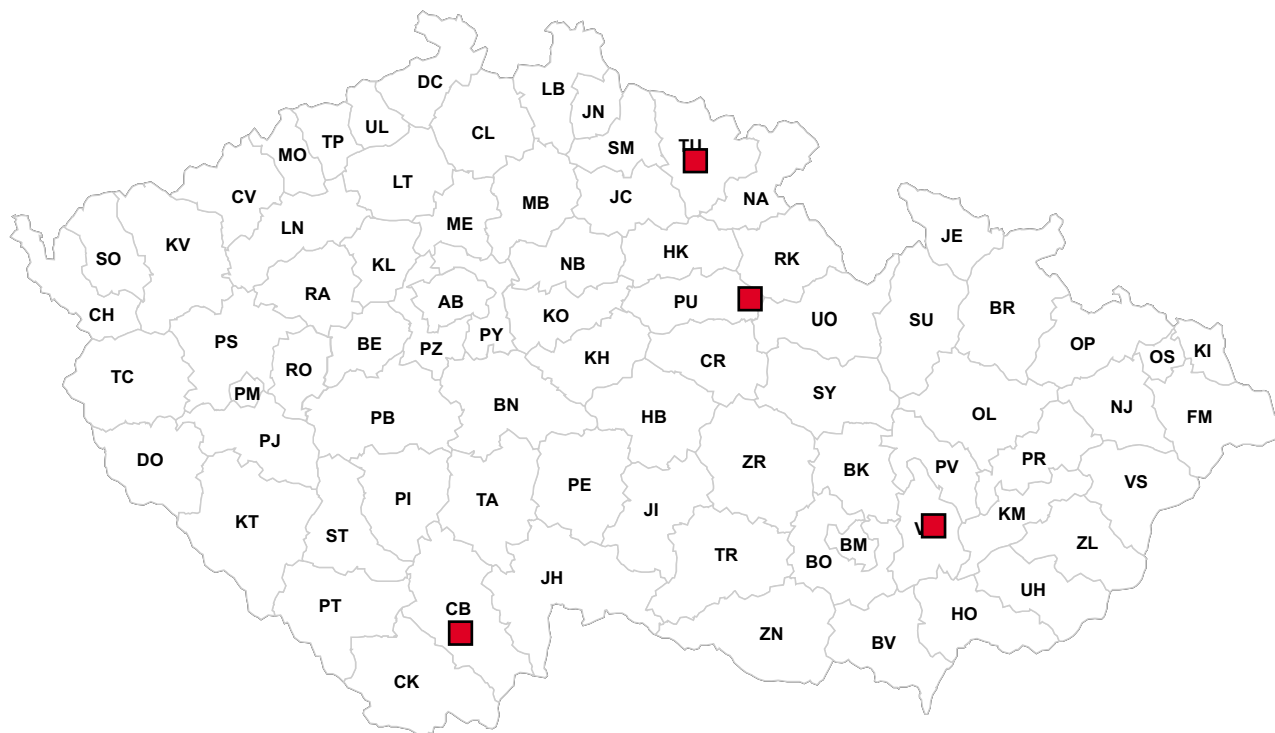 DC
LB
JN
UL
TP
CL
MO
SM
TU
LT
CV
JC
NA
MB
ME
LN
KV
JE
HK
SO
RK
KL
NB
RA
AB
PU
BR
CH
KO
UO
SU
PY
PS
BE
PZ
OP
KI
OS
KH
CR
RO
TC
PM
SY
BN
NJ
OL
PB
HB
FM
PJ
DO
PR
ZR
PV
BK
VS
PE
PI
TA
JI
KM
KT
V
ST
ZL
BM
TR
BO
JH
UH
PT
CB
HO
ZN
BV
CK